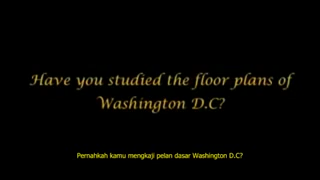 Have you studied the floor plans of
Washington D.C?
Pernahkah kamu mengkaji pelan dasar Washington D.C?